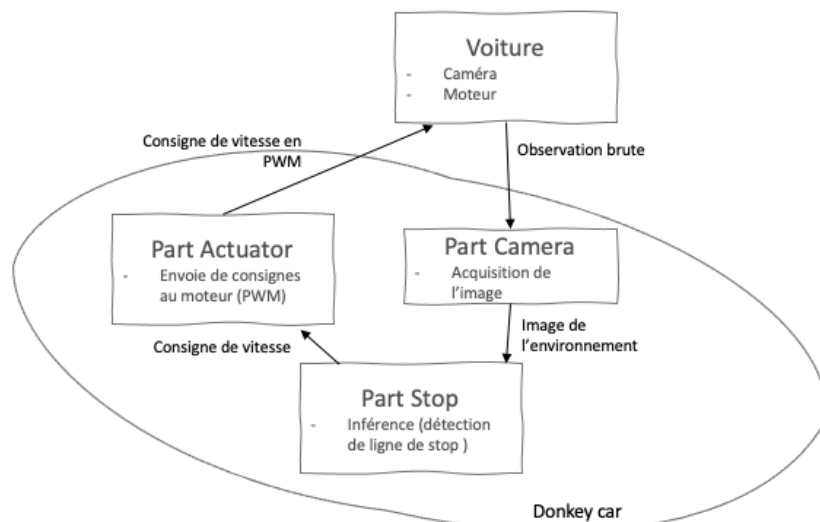 Voiture
- Caméra
- Moteur
Consigne de vitesse en
PWM
Observation brute
Part Actuator
- Envoie de consignes
au moteur (PWM)
Part Camera
- Acquisition de
l'image
Consigne de vitesse
Image de
l'environnement
Part Stop
- Inférence (détection
de ligne de stop )
Donkey car